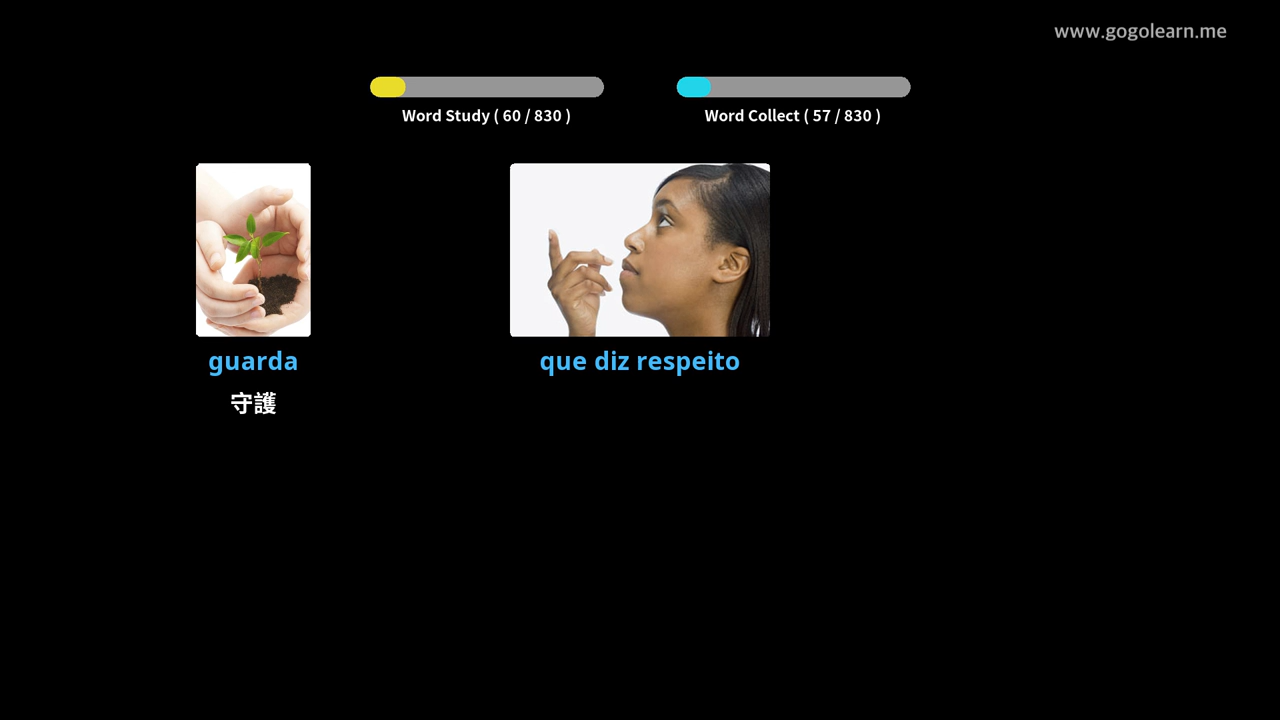 www.gogolearn.me
Word Study ( 60 / 830 )
Word Collect ( 57 / 830 )
guarda
que diz respeito
守護